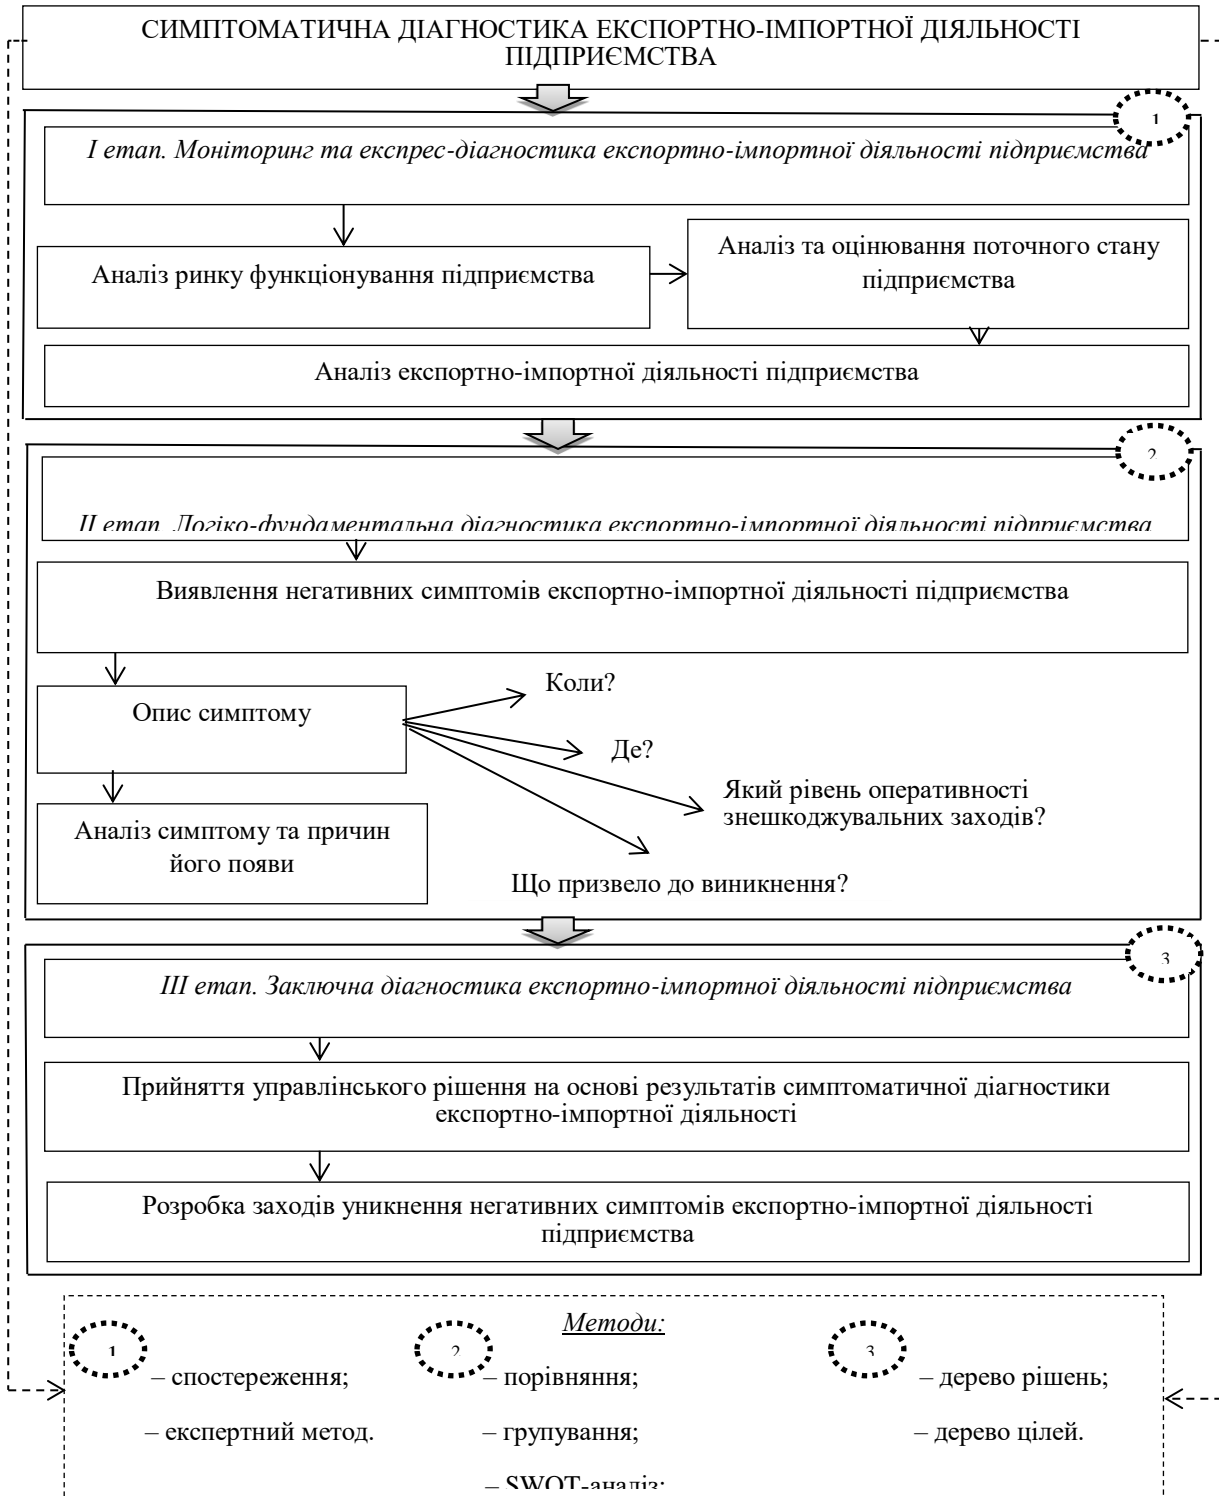 СИМПТОМАТИЧНА ДІАГНОСТИКА ЕКСПОРТНО-ІМПОРТНОЇ ДІЯЛЬНОСТІ
ПІДПРИЄМСТВА
1
І етап. Моніторинг та експрес-діагностика експортно-імпортної діяльності підприємства
Аналіз ринку функціонування підприємства
Аналіз та оцінювання поточного стану
підприємства
Аналіз експортно-імпортної діяльності підприємства
2
ІІ етап. Логіко-фундаментальна діагностика експортно-імпортної діяльності підприємства
Виявлення негативних симптомів експортно-імпортної діяльності підприємства
Опис симптому
Коли?
Де?
Який рівень оперативності
знешкоджувальних заходів?
Що призвело до виникнення?
Аналіз симптому та причин
його появи
3
ІІІ етап. Заключна діагностика експортно-імпортної діяльності підприємства
Прийняття управлінського рішення на основі результатів симптоматичної діагностики
експортно-імпортної діяльності
Розробка заходів уникнення негативних симптомів експортно-імпортної діяльності
підприємства
Методи:
1
– спостереження;
– експертний метод.
2
– порівняння;
– групування;
– SWOT-аналіз;
3
– дерево рішень;
– дерево цілей.